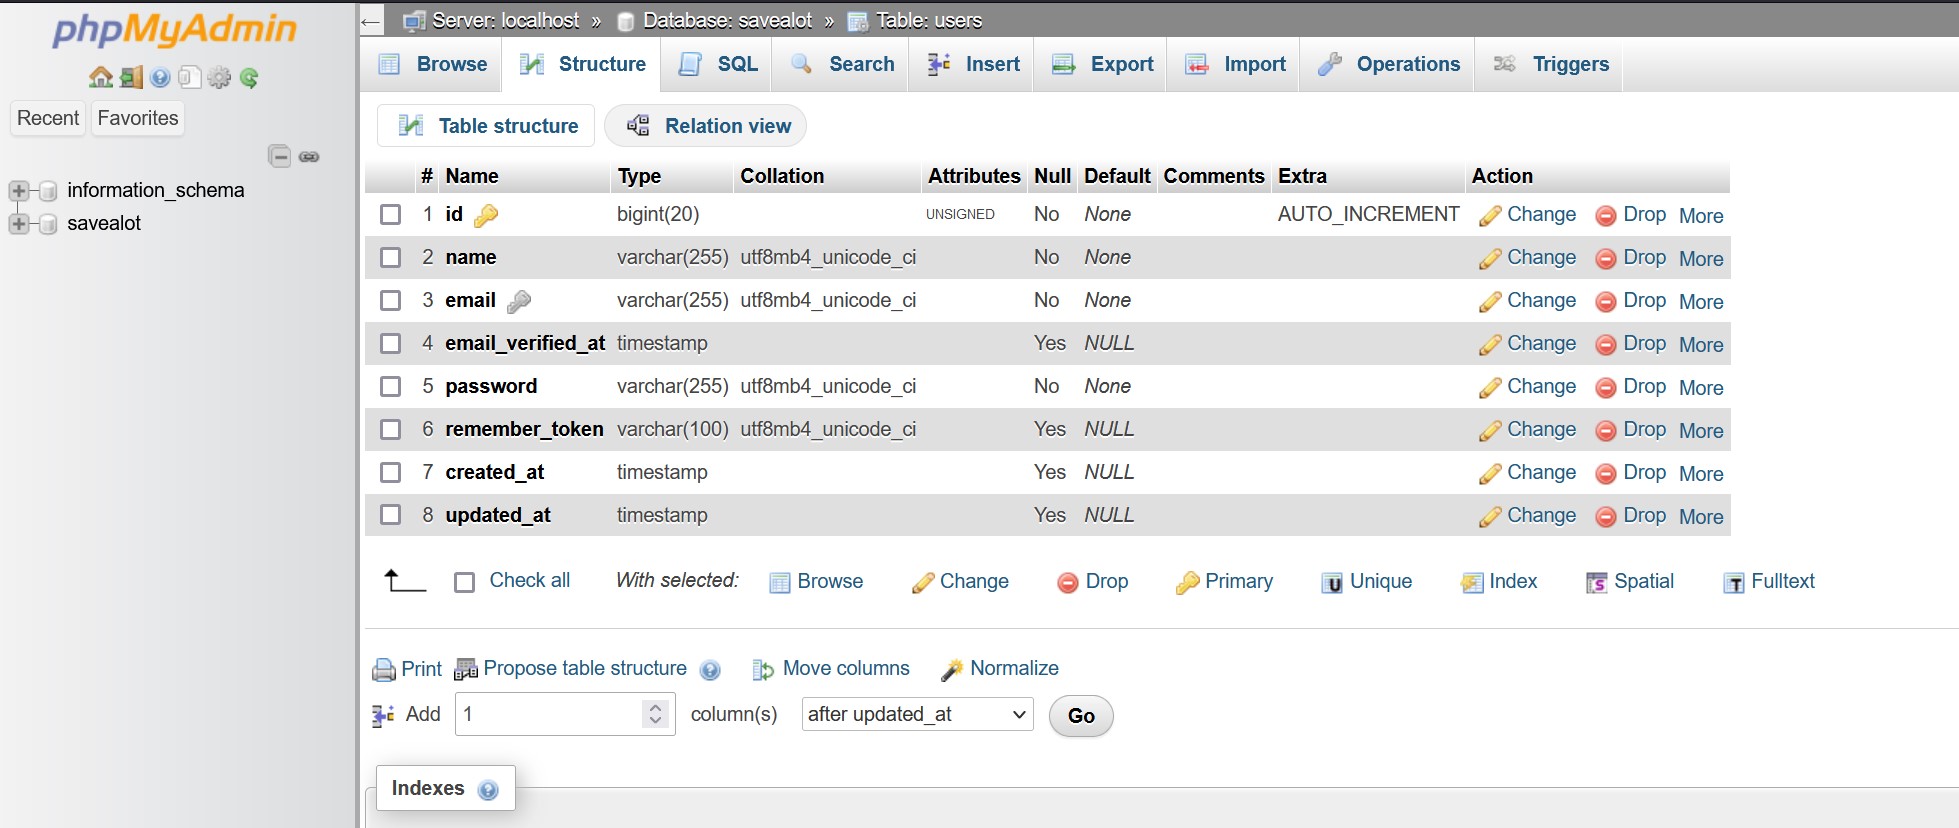 phpMyAdmin
Recent Favorites
information_schema
savealot
← Server: localhost » Database: savealot » Table: users
Browse Structure SQL Search Insert Export Import Operations Triggers
Table structure Relation view
# Name Type Collation Attributes Null Default Comments Extra Action
1 id bigint(20) UNSIGNED No None AUTO_INCREMENT Change Drop More
2 name varchar(255) utf8mb4_unicode_ci No None Change Drop More
3 email varchar(255) utf8mb4_unicode_ci No None Change Drop More
4 email_verified_at timestamp Yes NULL Change Drop More
5 password varchar(255) utf8mb4_unicode_ci No None Change Drop More
6 remember_token varchar(100) utf8mb4_unicode_ci Yes NULL Change Drop More
7 created_at timestamp Yes NULL Change Drop More
8 updated_at timestamp Yes NULL Change Drop More
Check all With selected: Browse Change Drop Primary Unique Index Spatial Fulltext
Print Propose table structure Move columns Normalize
Add 1 column(s) after updated_at Go
Indexes